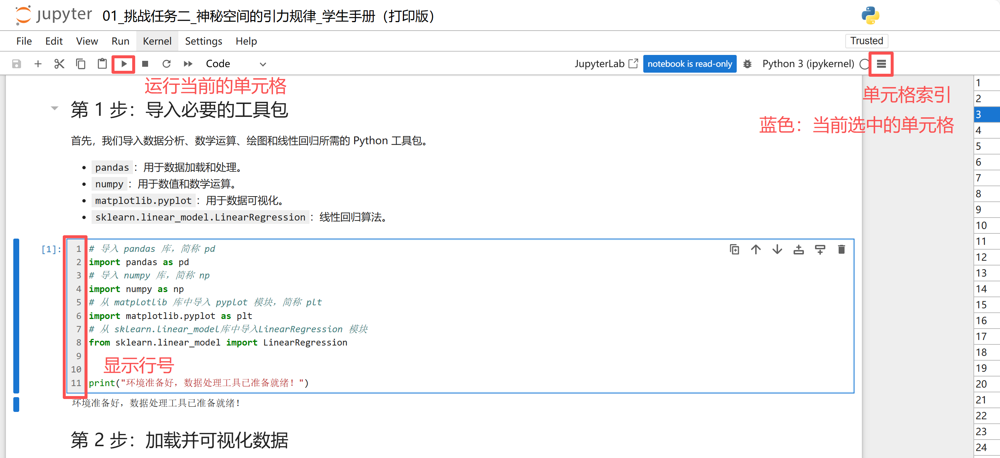 jupyter 01_挑战任务二_神秘空间的引力规律_学生手册（打印版）
File Edit View Run Kernel Settings Help Trusted
Code JupyterLab notebook is read-only Python 3 (ipykernel)
运行当前的单元格
单元格索引
蓝色：当前选中的单元格
第 1 步：导入必要的工具包
首先，我们导入数据分析、数学运算、绘图和线性回归所需的 Python 工具包。
• pandas：用于数据加载和处理。
• numpy：用于数值和数学运算。
• matplotlib.pyplot：用于数据可视化。
• sklearn.linear_model.LinearRegression：线性回归算法。
[1]:
1 # 导入 pandas 库，简称 pd
2 import pandas as pd
3 # 导入 numpy 库，简称 np
4 import numpy as np
5 # 从 matplotlib 库中导入 pyplot 模块，简称 plt
6 import matplotlib.pyplot as plt
7 # 从 sklearn.linear_model库中导入LinearRegression 模块
8 from sklearn.linear_model import LinearRegression
9
10
显示行号
11 print("环境准备好，数据处理工具已准备就绪！")
环境准备好，数据处理工具已准备就绪！
第 2 步：加载并可视化数据
1
2
3
4
5
6
7
8
9
10
11
12
13
14
15
16
17
18
19
20
21
22
23
24